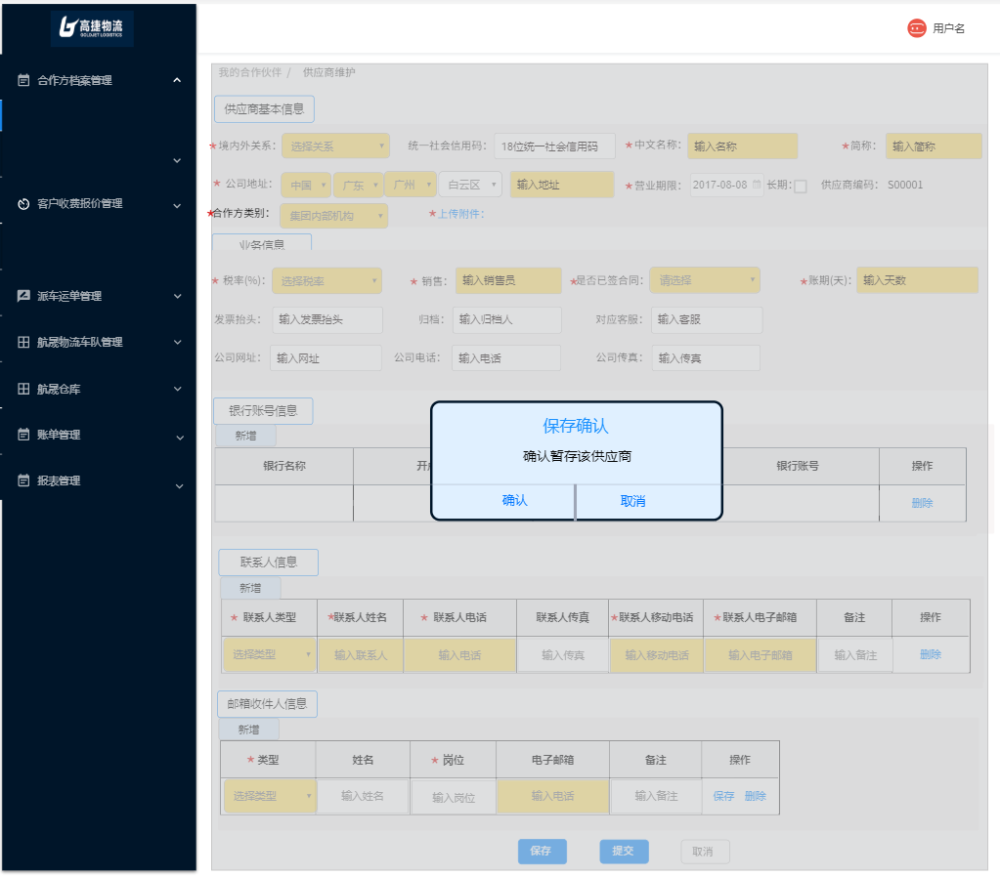 高捷物流
GOLDJET LOGISTICS
用户名
合作方档案管理
客户收费报价管理
派车运单管理
航晟物流车队管理
航晟仓库
账单管理
报表管理
我的合作伙伴 / 供应商维护
供应商基本信息
*境内外关系: 选择关系 统一社会信用码: 18位统一社会信用码 *中文名称: 输入名称 *简称: 输入简称
* 公司地址: 中国 广东 广州 白云区 输入地址 *营业期限: 2017-08-08 长期: 供应商编码: S00001
*合作方类别: 集团内部机构 *上传附件:
业务信息
* 税率(%): 选择税率 * 销售: 输入销售员 *是否已签合同: 请选择 *账期(天): 输入天数
发票抬头: 输入发票抬头 归档: 输入归档人 对应客服: 输入客服
公司网址: 输入网址 公司电话: 输入电话 公司传真: 输入传真
银行账号信息
新增
银行名称 开 银行账号 操作
删除
保存确认
确认暂存该供应商
确认 取消
联系人信息
新增
* 联系人类型 *联系人姓名 * 联系人电话 联系人传真 *联系人移动电话 *联系人电子邮箱 备注 操作
选择类型 输入联系人 输入电话 输入传真 输入移动电话 输入电子邮箱 输入备注 删除
邮箱收件人信息
新增
* 类型 姓名 * 岗位 电子邮箱 备注 操作
选择类型 输入姓名 输入岗位 输入电话 输入备注 保存 删除
保存 提交 取消